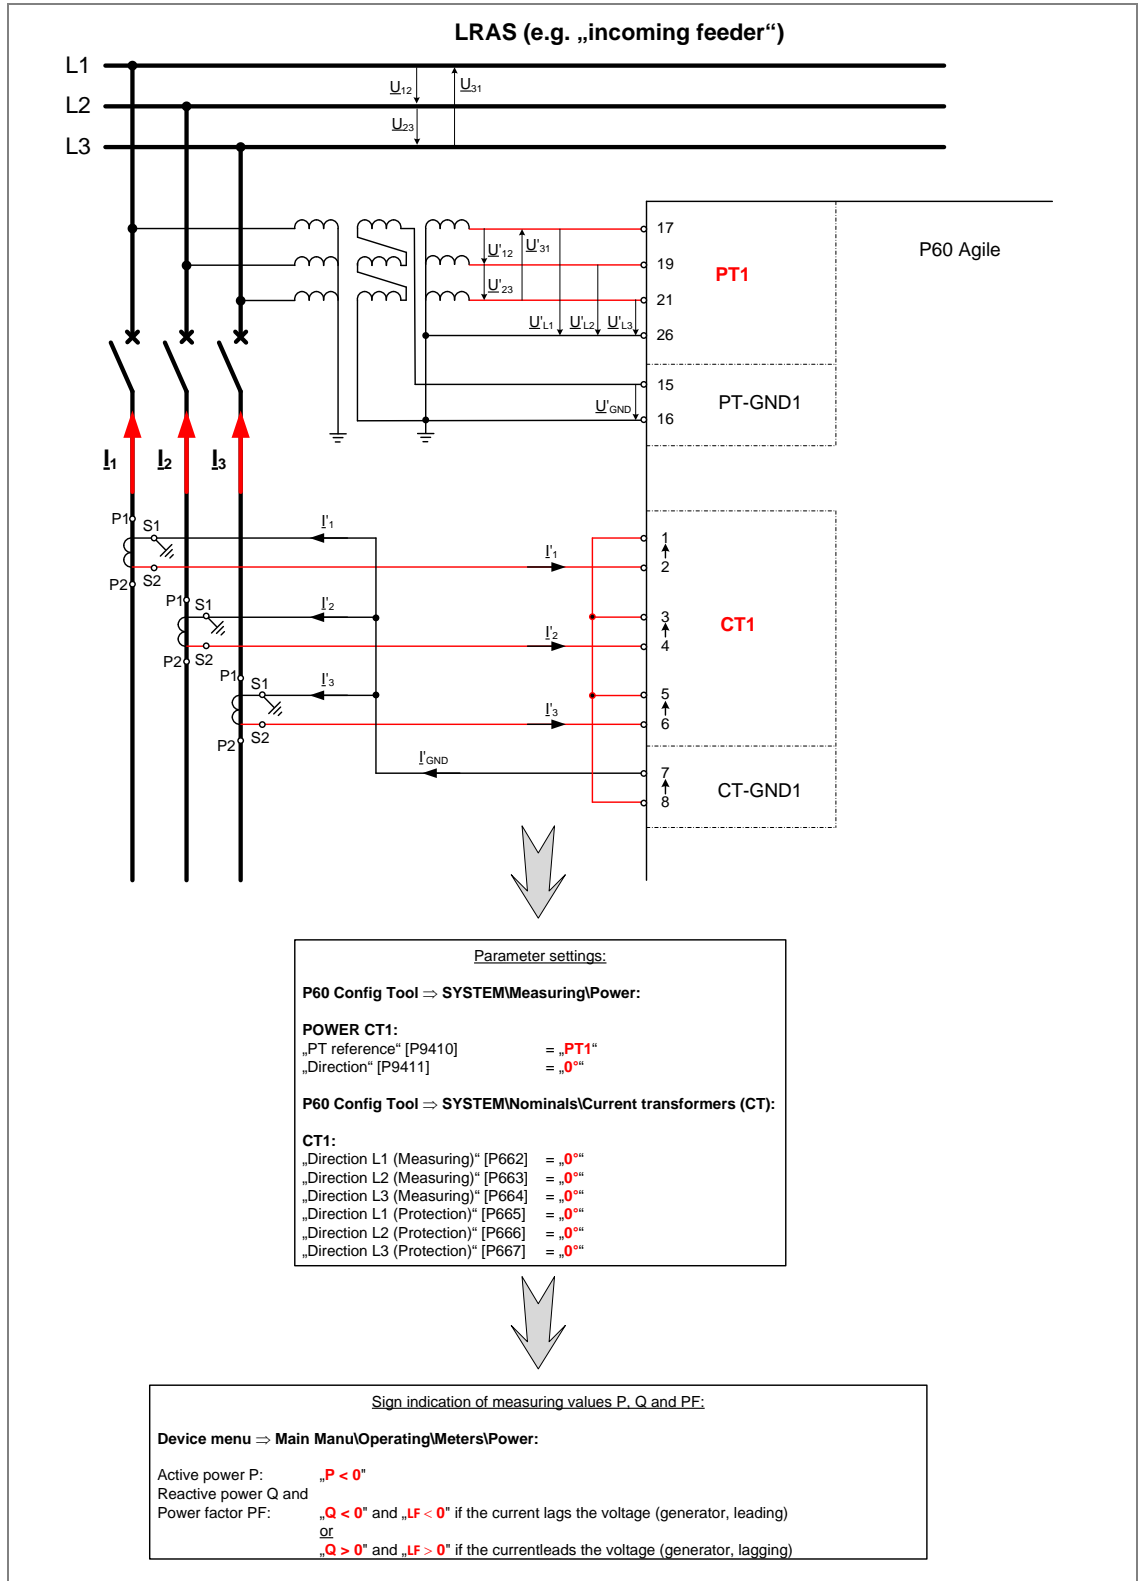 LRAS (e.g. „incoming feeder“)
L1
U12
U31
L2
U23
L3
P60 Agile
17
U'12
U'31
19
PT1
U'23
21
U'L1
U'L2
U'L3
26
15
PT-GND1
U'GND
16
I1
I2
I3
P1
S1
I'1
1
I'1
P2
S2
2
P1
S1
I'2
3
CT1
I'2
P2
S2
4
P1
S1
I'3
5
I'3
P2
S2
6
I'GND
7
CT-GND1
8
Parameter settings:
P60 Config Tool ⇒ SYSTEM\Measuring\Power:
POWER CT1:
„PT reference“ [P9410] = „PT1“
„Direction“ [P9411] = „0°“
P60 Config Tool ⇒ SYSTEM\Nominals\Current transformers (CT):
CT1:
„Direction L1 (Measuring)“ [P662] = „0°“
„Direction L2 (Measuring)“ [P663] = „0°“
„Direction L3 (Measuring)“ [P664] = „0°“
„Direction L1 (Protection)“ [P665] = „0°“
„Direction L2 (Protection)“ [P666] = „0°“
„Direction L3 (Protection)“ [P667] = „0°“
Sign indication of measuring values P, Q and PF:
Device menu ⇒ Main Manu\Operating\Meters\Power:
Active power P: „P < 0"
Reactive power Q and
Power factor PF: „Q < 0" and „LF < 0" if the current lags the voltage (generator, leading)
or
„Q > 0" and „LF > 0" if the currentleads the voltage (generator, lagging)